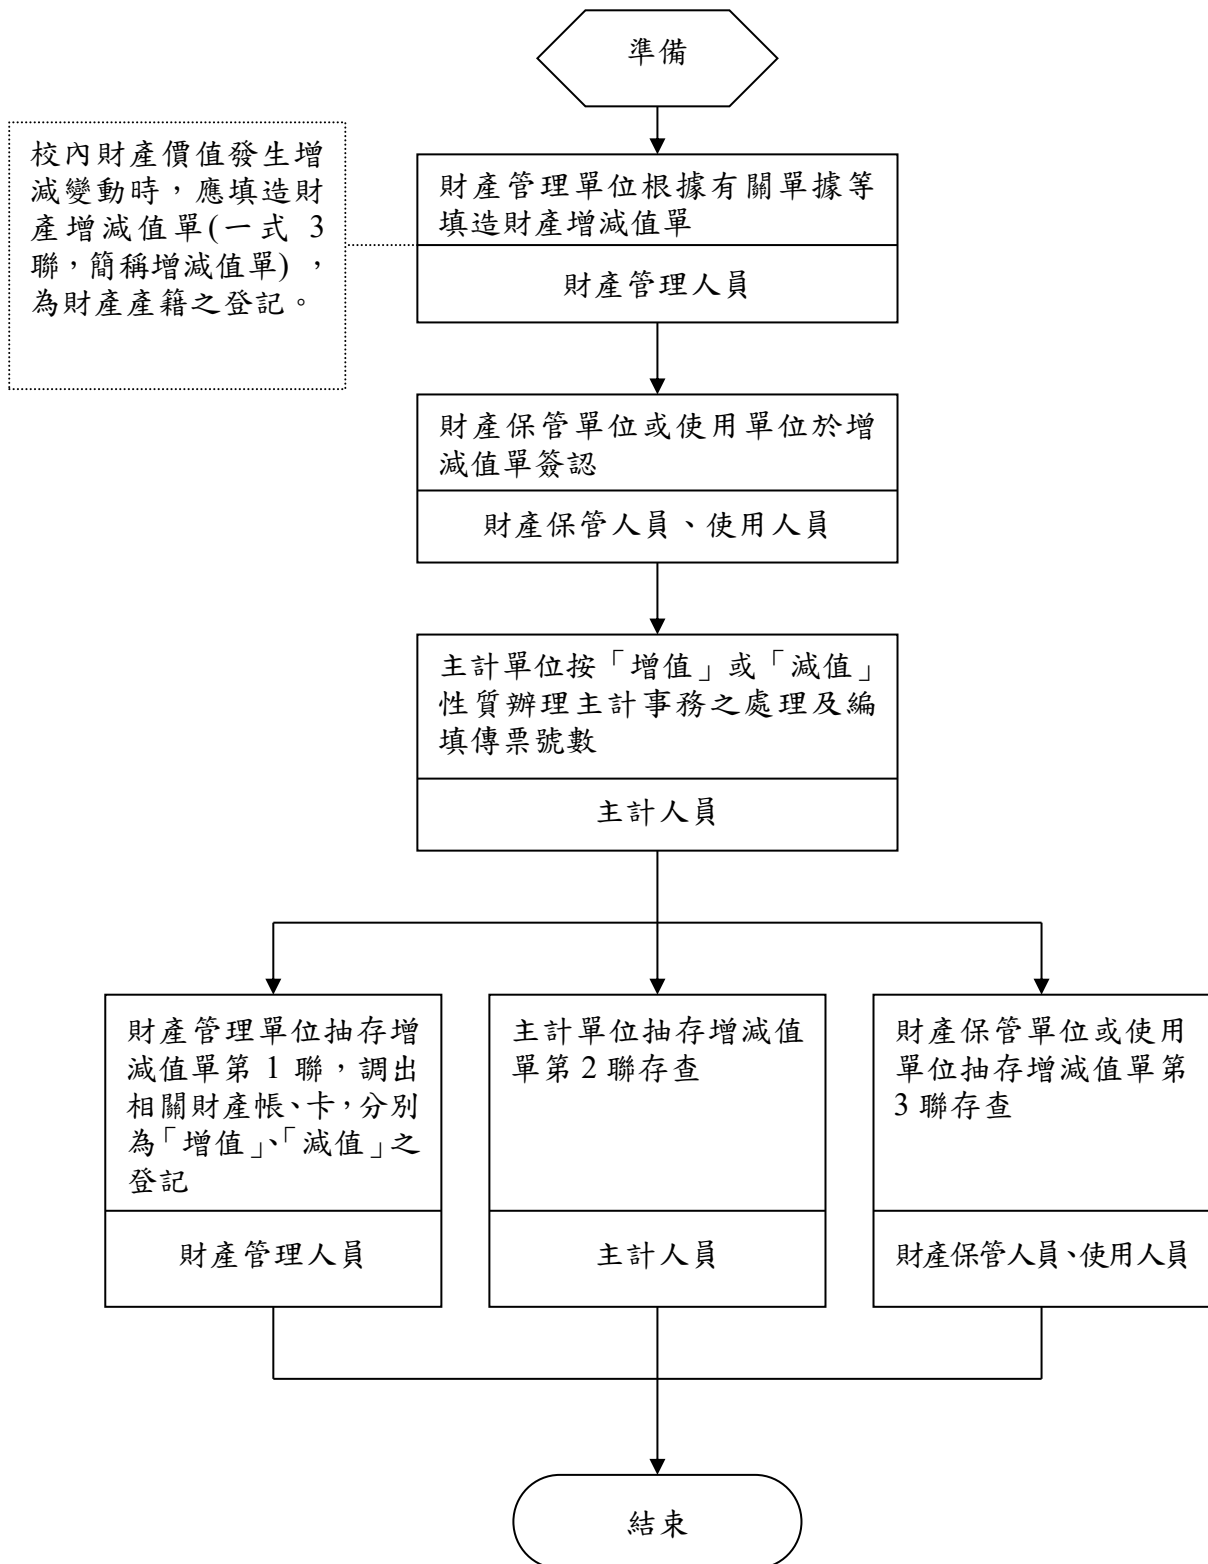 準備
校內財產價值發生增
減變動時，應填造財
產增減值單(一式 3
聯，簡稱增減值單)，
為財產產籍之登記。
財產管理單位根據有關單據等
填造財產增減值單
財產管理人員
財產保管單位或使用單位於增
減值單簽認
財產保管人員、使用人員
主計單位按「增值」或「減值」
性質辦理主計事務之處理及編
填傳票號數
主計人員
財產管理單位抽存增
減值單第 1 聯，調出
相關財產帳、卡，分別
為「增值」、「減值」之
登記
財產管理人員
主計單位抽存增減值
單第 2 聯存查
主計人員
財產保管單位或使用
單位抽存增減值單第
3 聯存查
財產保管人員、使用人員
結束